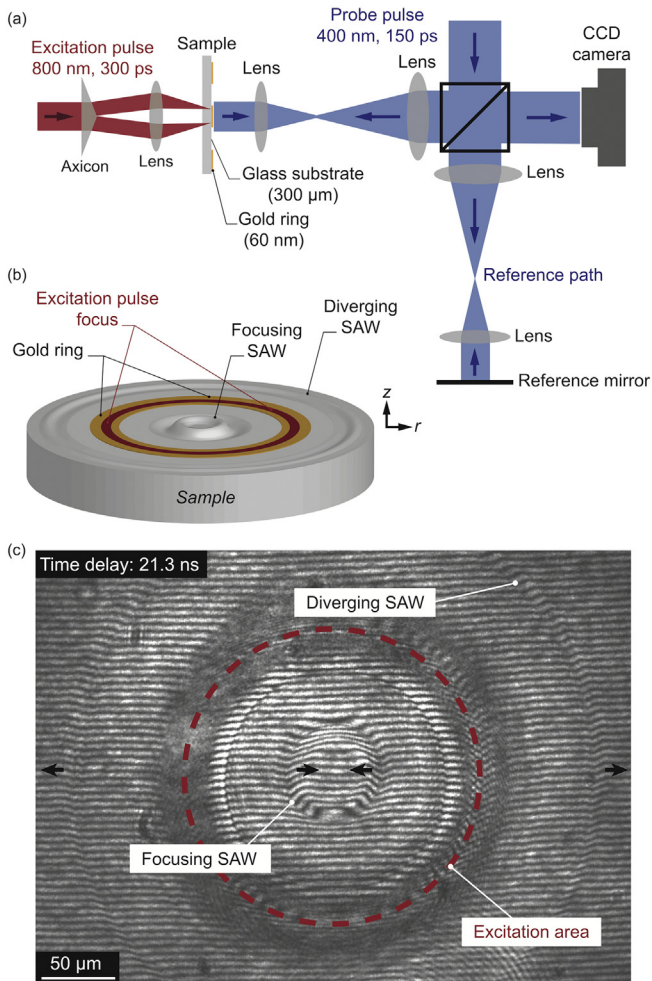 (a)
Excitation pulse
800 nm, 300 ps
Sample
Lens
Probe pulse
400 nm, 150 ps
Lens
CCD
camera
Axicon
Lens
Glass substrate
(300 µm)
Gold ring
(60 nm)
Lens
Reference path
Lens
Reference mirror
(b)
Excitation pulse
focus
Gold ring
Focusing
SAW
Diverging
SAW
z
r
Sample
(c)
Time delay: 21.3 ns
Diverging SAW
Focusing SAW
Excitation area
50 µm